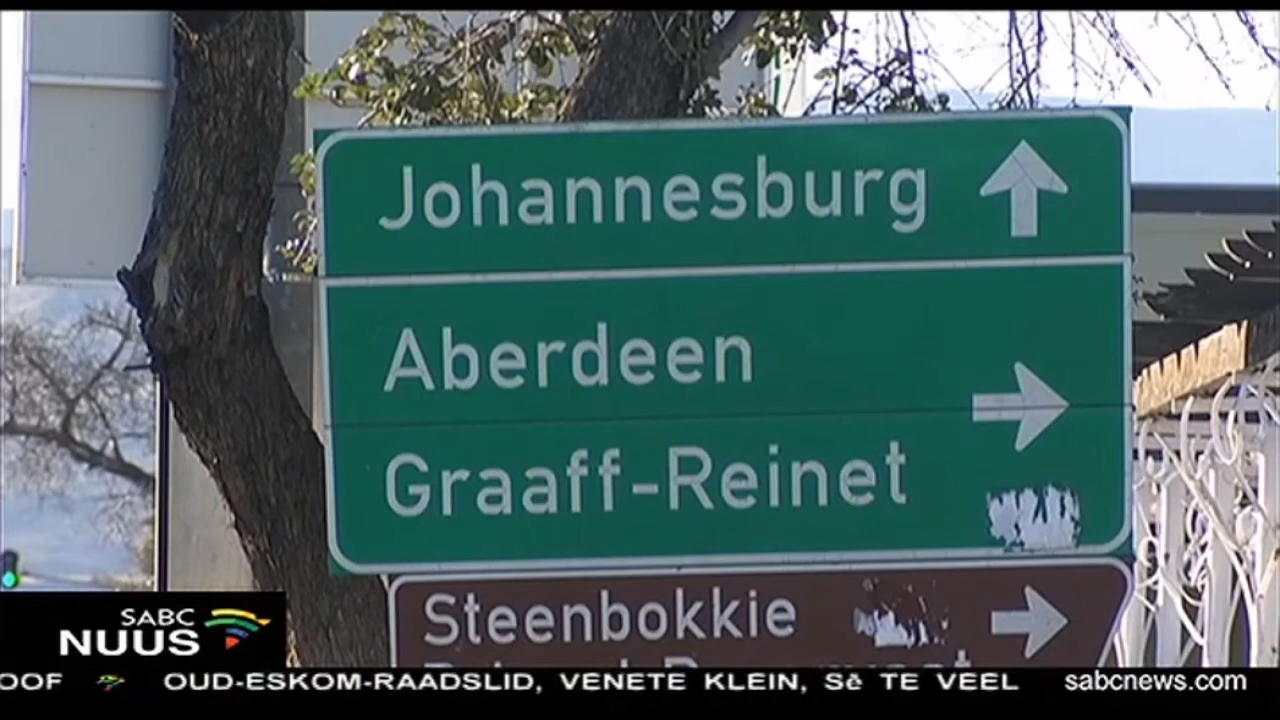 Johannesburg
Aberdeen
Graaff-Reinet
Steenbokkie
SABC
NUUS
OOF OUD-ESKOM-RAADSLID, VENETE KLEIN, Sê TE VEEL sabcnews.com